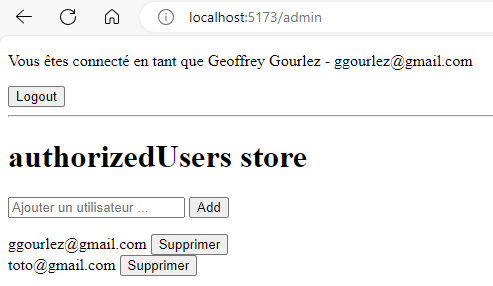 localhost:5173/admin
Vous êtes connecté en tant que Geoffrey Gourlez - ggourlez@gmail.com
Logout
authorizedUsers store
Ajouter un utilisateur ... Add
ggourlez@gmail.com Supprimer
toto@gmail.com Supprimer